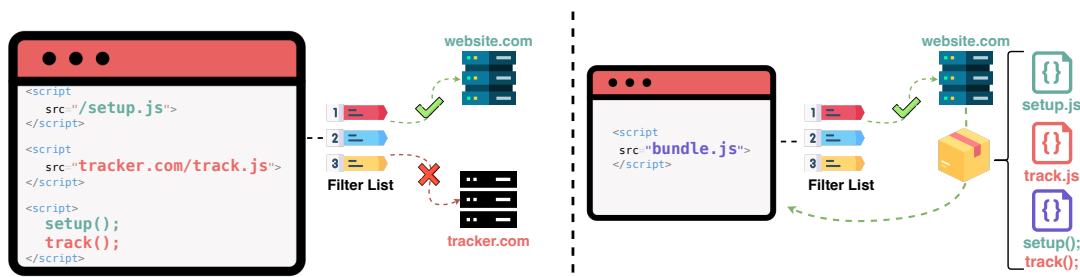 <script
src="/setup.js">
</script>
<script
src="tracker.com/track.js">
</script>
<script>
setup();
track();
</script>
1
2
3
Filter List
website.com
tracker.com
<script
src="bundle.js">
</script>
1
2
3
Filter List
website.com
{}
setup.js
{}
track.js
{}
setup();
track();